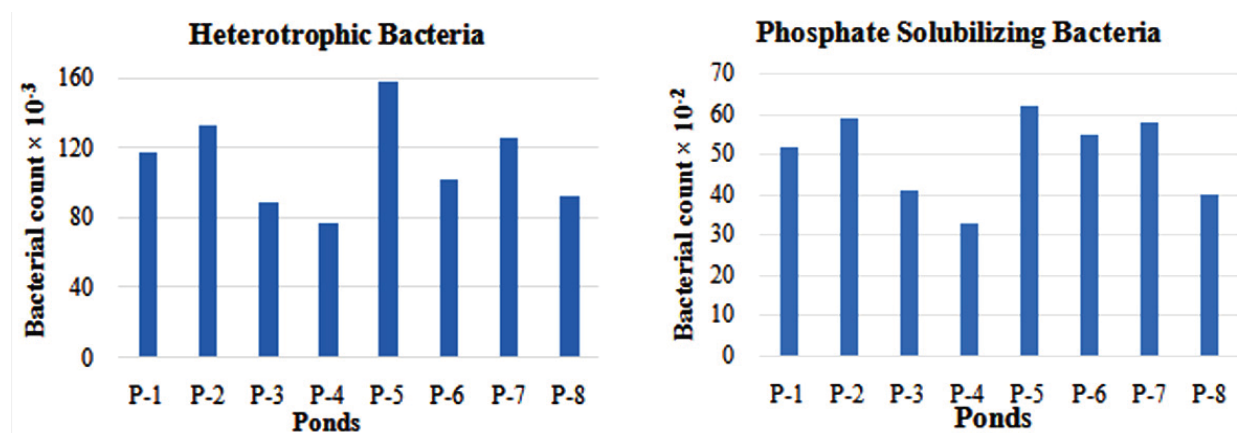 Heterotrophic Bacteria
Bacterial count × 10-3
160
120
80
40
0
P-1 P-2 P-3 P-4 P-5 P-6 P-7 P-8
Ponds
Phosphate Solubilizing Bacteria
Bacterial count × 10-2
70
60
50
40
30
20
10
0
P-1 P-2 P-3 P-4 P-5 P-6 P-7 P-8
Ponds